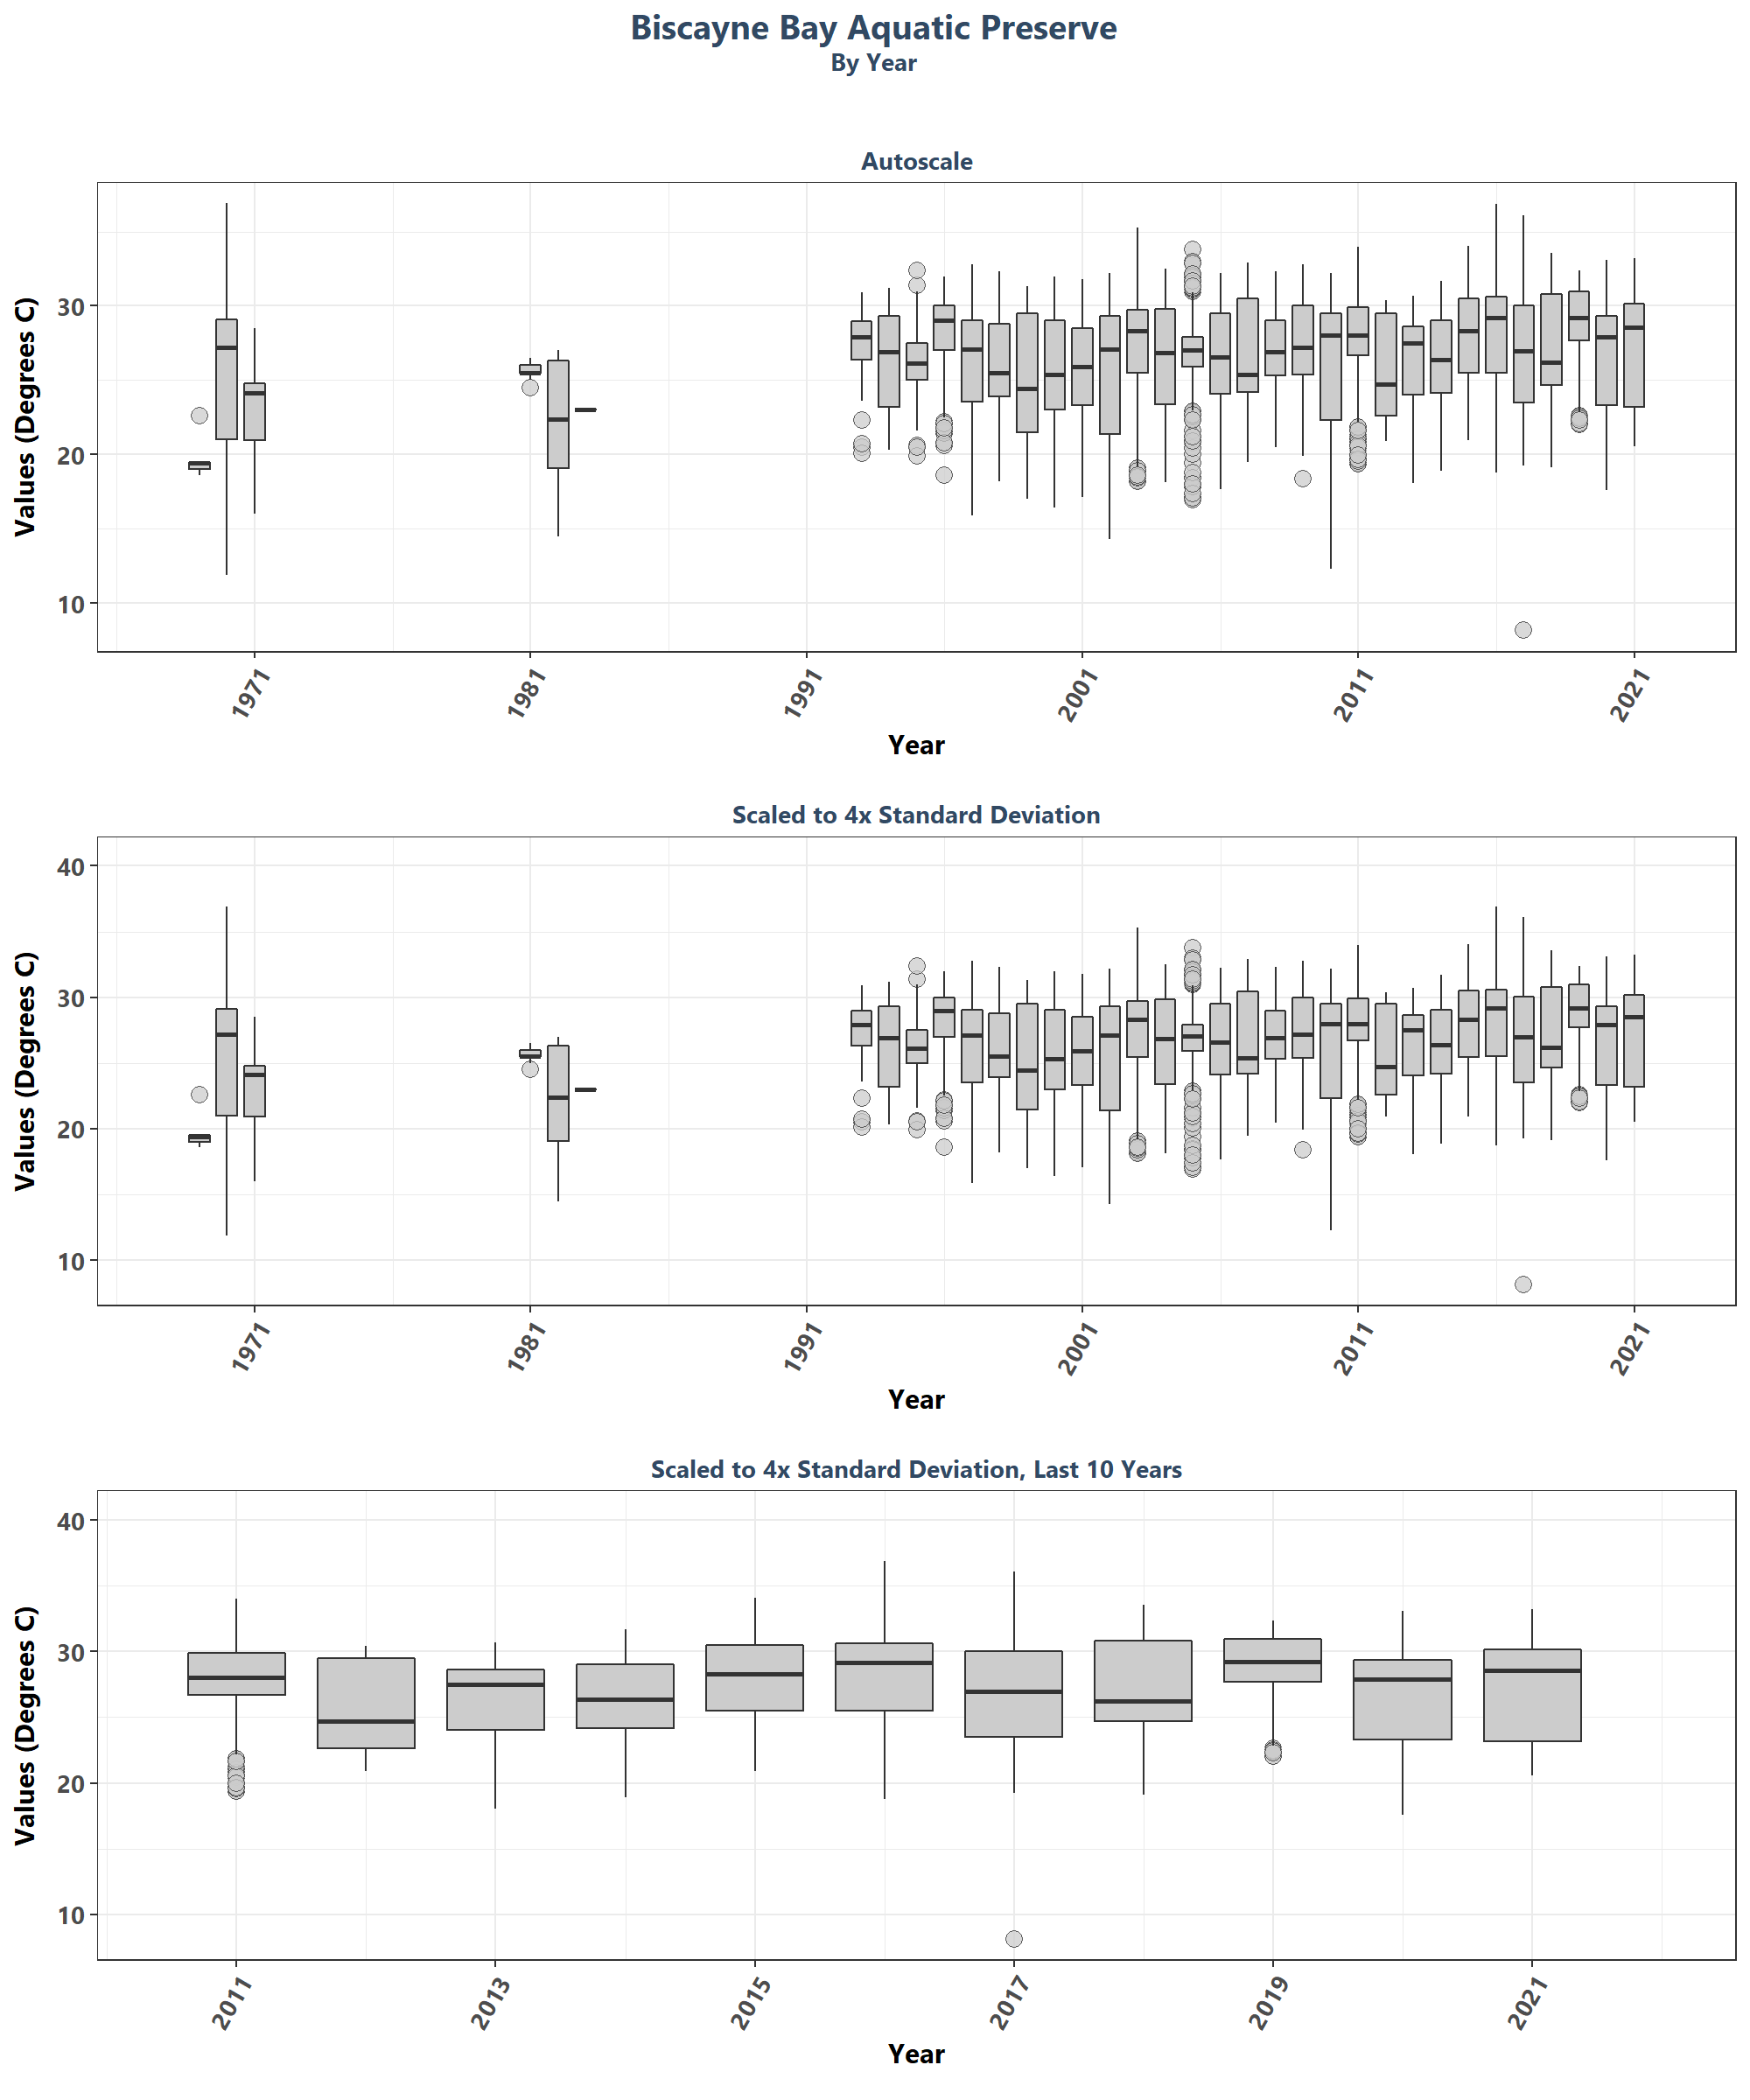 Biscayne Bay Aquatic Preserve
By Year
Autoscale
Values (Degrees C)
30
20
10
1971
1981
1991
2001
2011
2021
Year
Scaled to 4x Standard Deviation
Values (Degrees C)
40
30
20
10
1971
1981
1991
2001
2011
2021
Year
Scaled to 4x Standard Deviation, Last 10 Years
Values (Degrees C)
40
30
20
10
2011
2013
2015
2017
2019
2021
Year